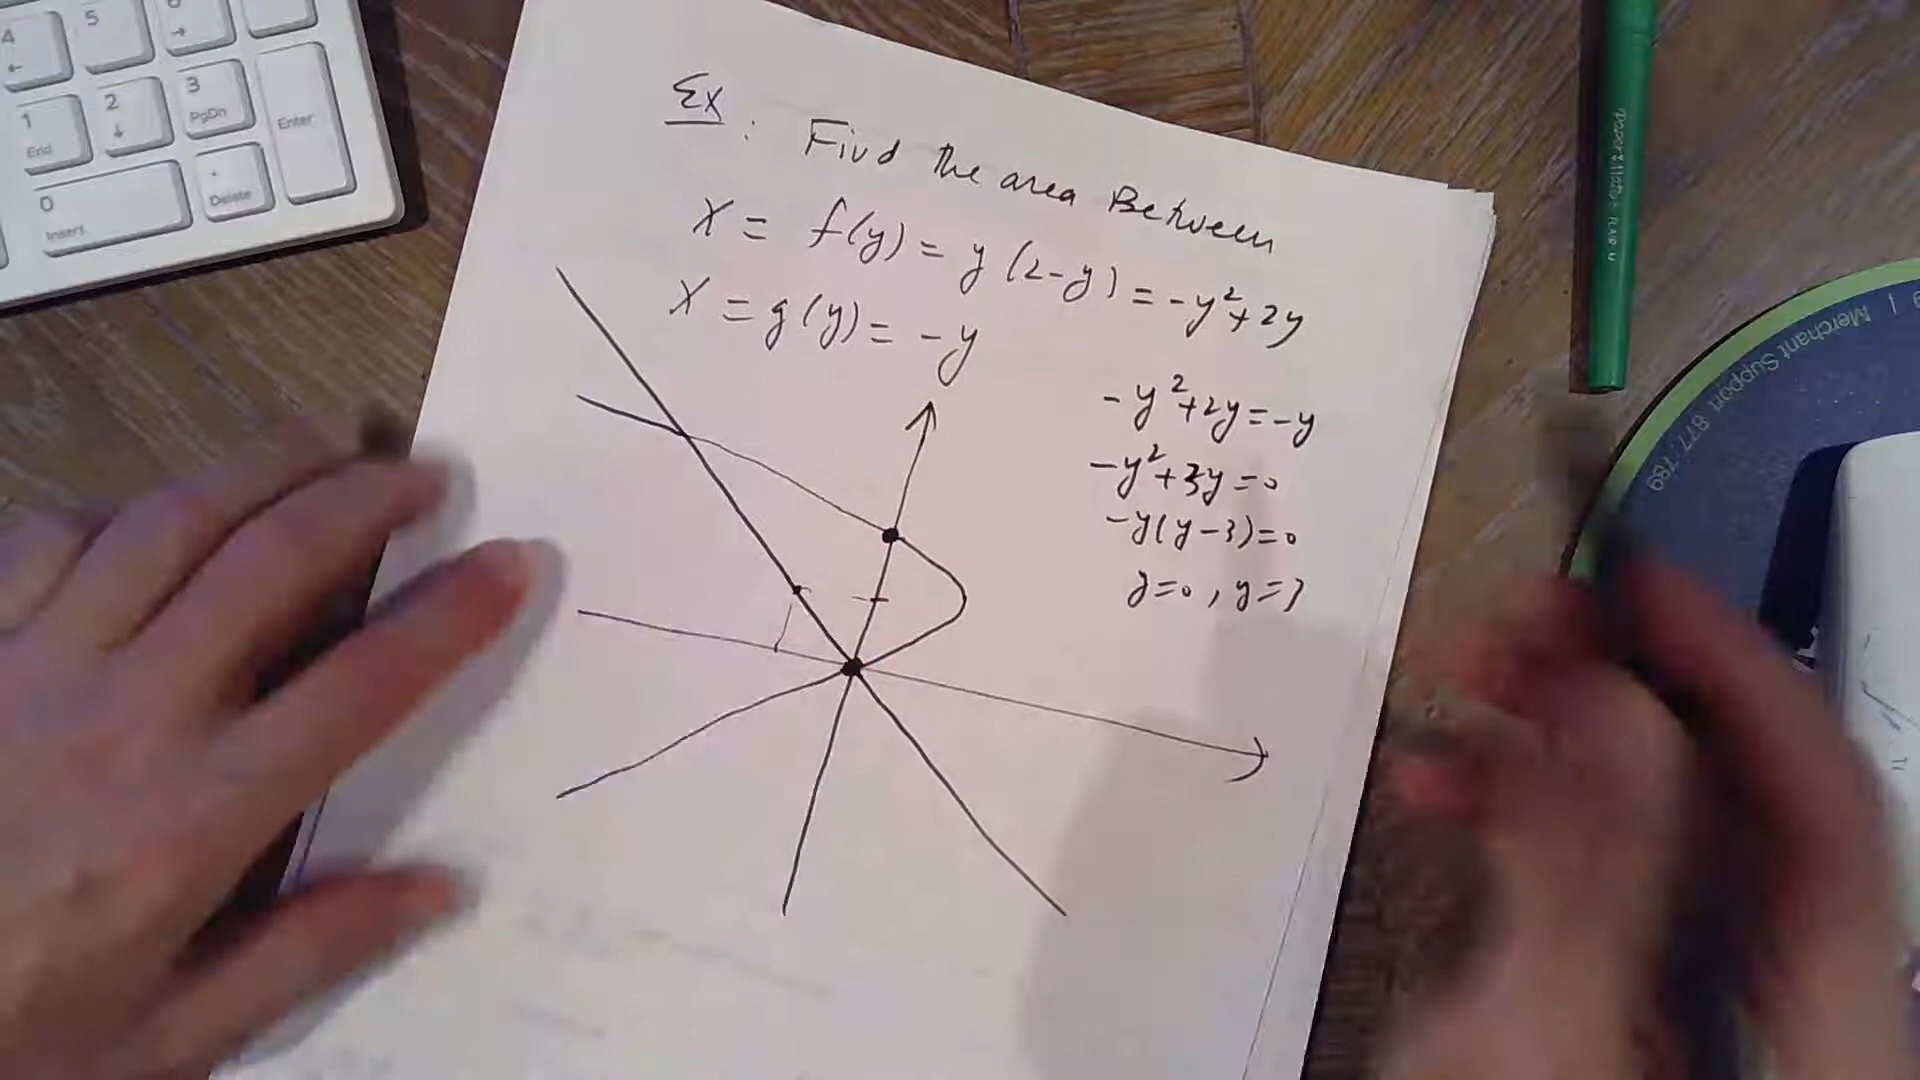 4
5
6
1
End
2
3
PgDn
Enter
0
Insert
.
Delete
Ex: Find the area Between
x = f(y) = y(2-y) = -y²+2y
x = g(y) = -y
-y²+2y=-y
-y²+3y=0
-y(y-3)=0
y=0, y=3
Merchant Support 877.789